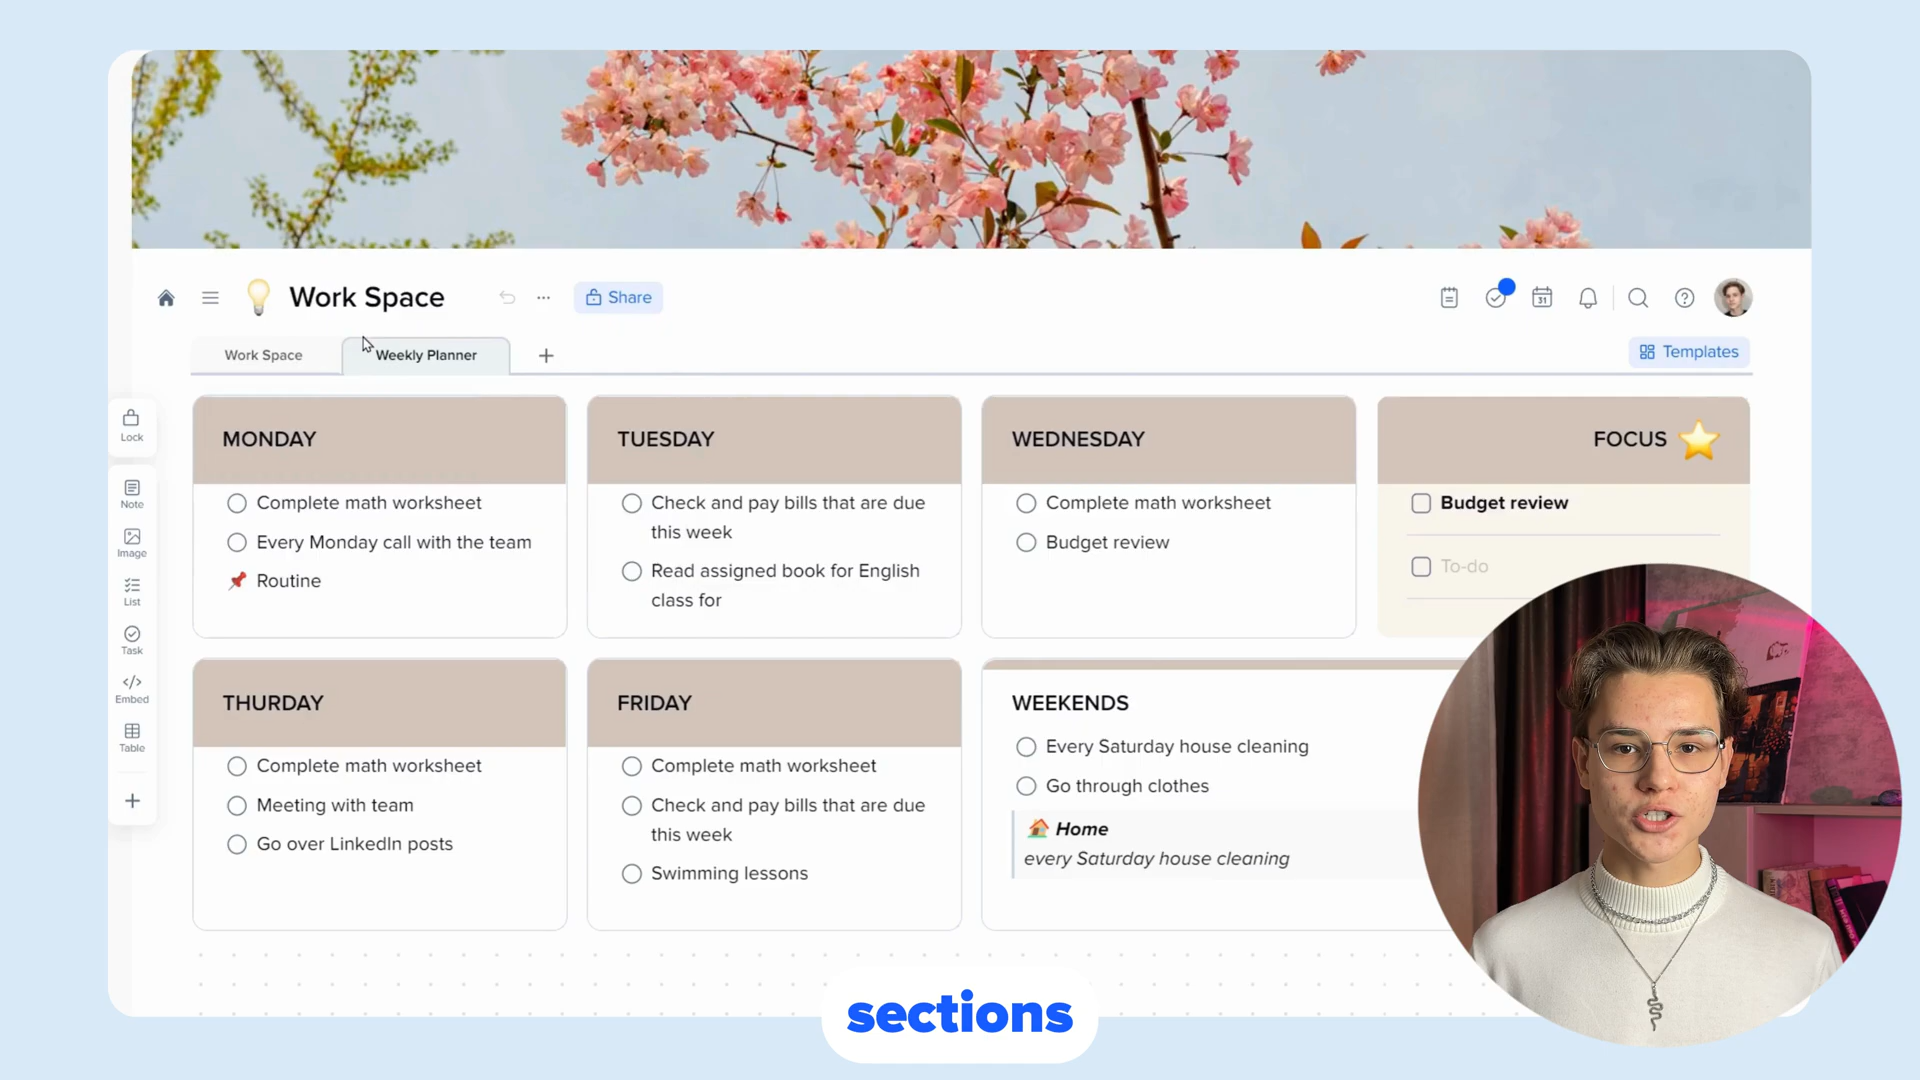 Work Space
...
Share
31
Work Space
Weekly Planner
Templates
Lock
Note
Image
List
Task
Embed
Table
MONDAY
Complete math worksheet
Every Monday call with the team
Routine
TUESDAY
Check and pay bills that are due
this week
Read assigned book for English
class for
WEDNESDAY
Complete math worksheet
Budget review
FOCUS
Budget review
To-do
THURDAY
Complete math worksheet
Meeting with team
Go over LinkedIn posts
FRIDAY
Complete math worksheet
Check and pay bills that are due
this week
Swimming lessons
WEEKENDS
Every Saturday house cleaning
Go through clothes
Home
every Saturday house cleaning
sections